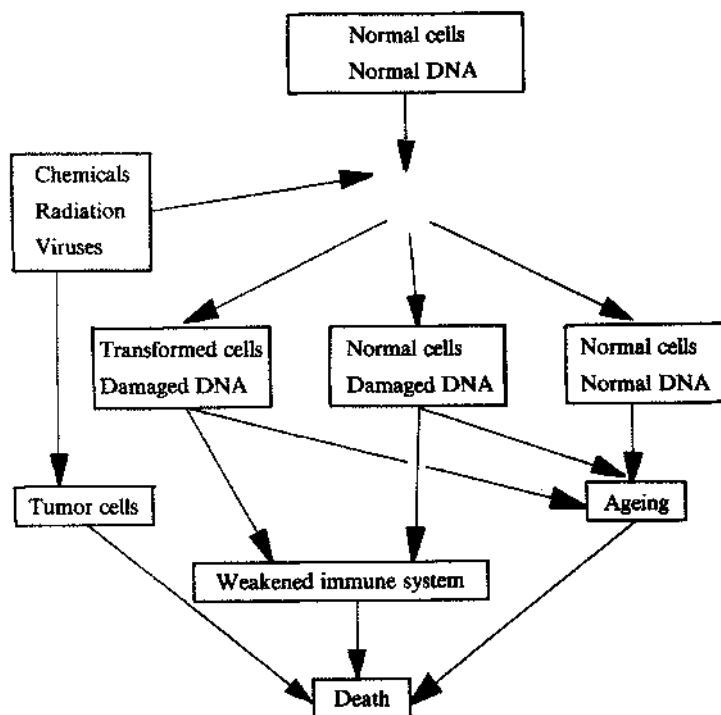 Normal cells
Normal DNA
Chemicals
Radiation
Viruses
Transformed cells
Damaged DNA
Normal cells
Damaged DNA
Normal cells
Normal DNA
Tumor cells
Ageing
Weakened immune system
Death